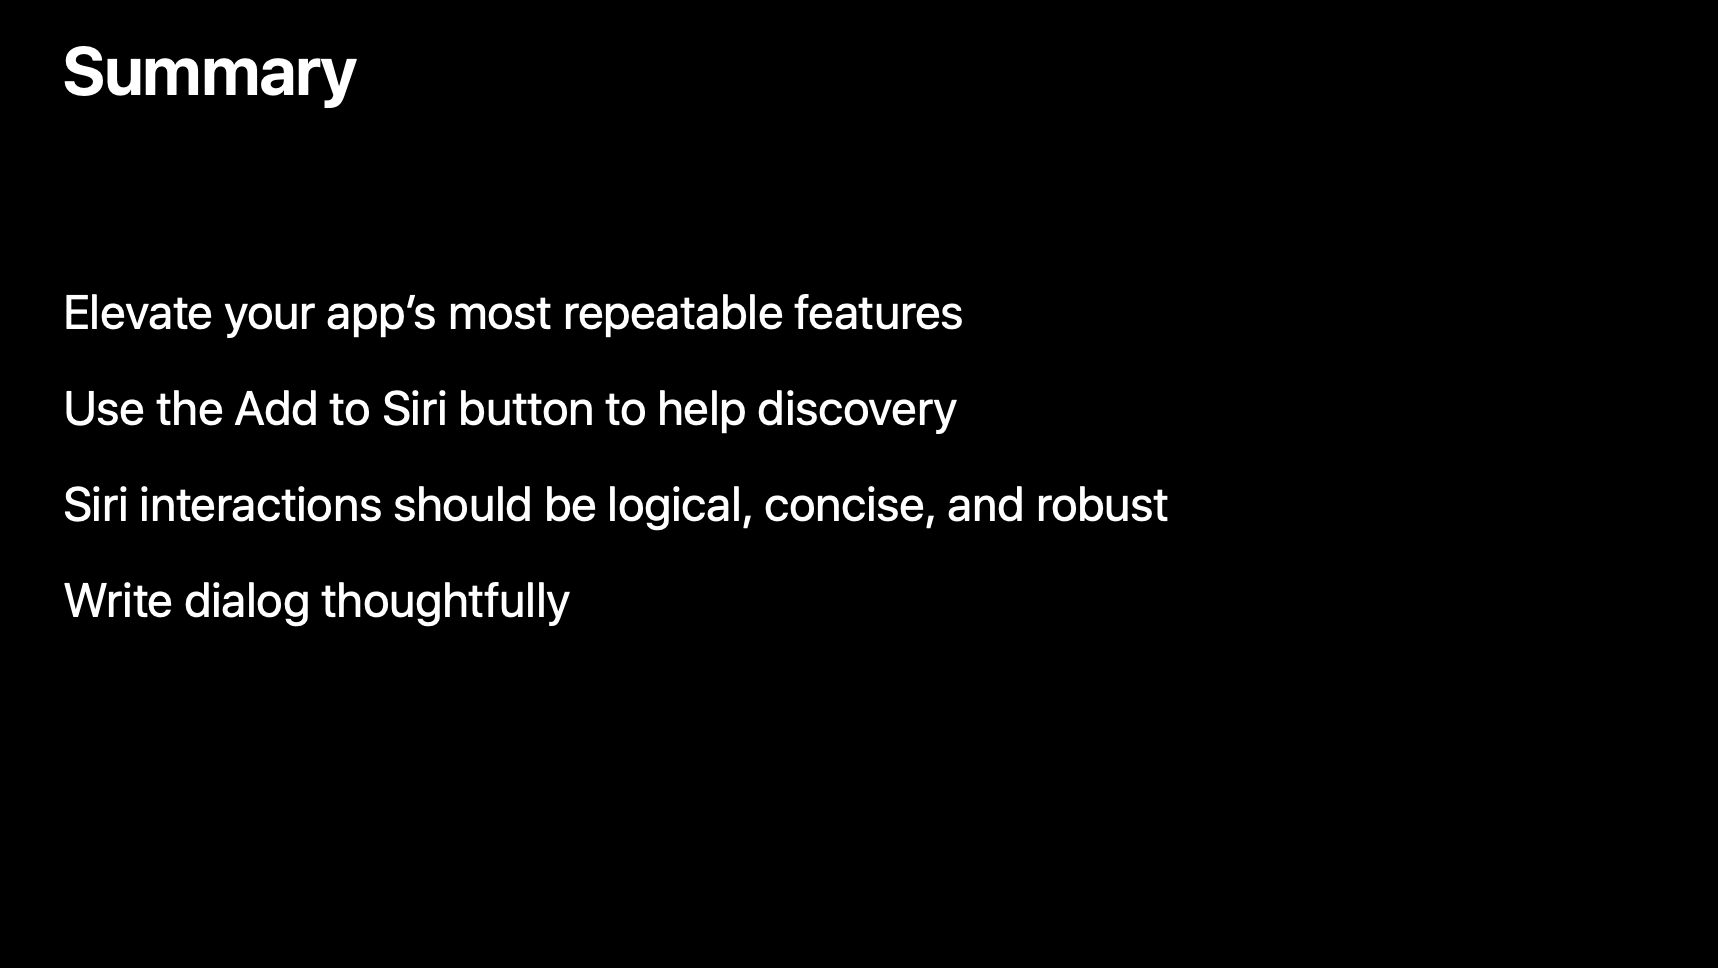 Summary
Elevate your app’s most repeatable features
Use the Add to Siri button to help discovery
Siri interactions should be logical, concise, and robust
Write dialog thoughtfully